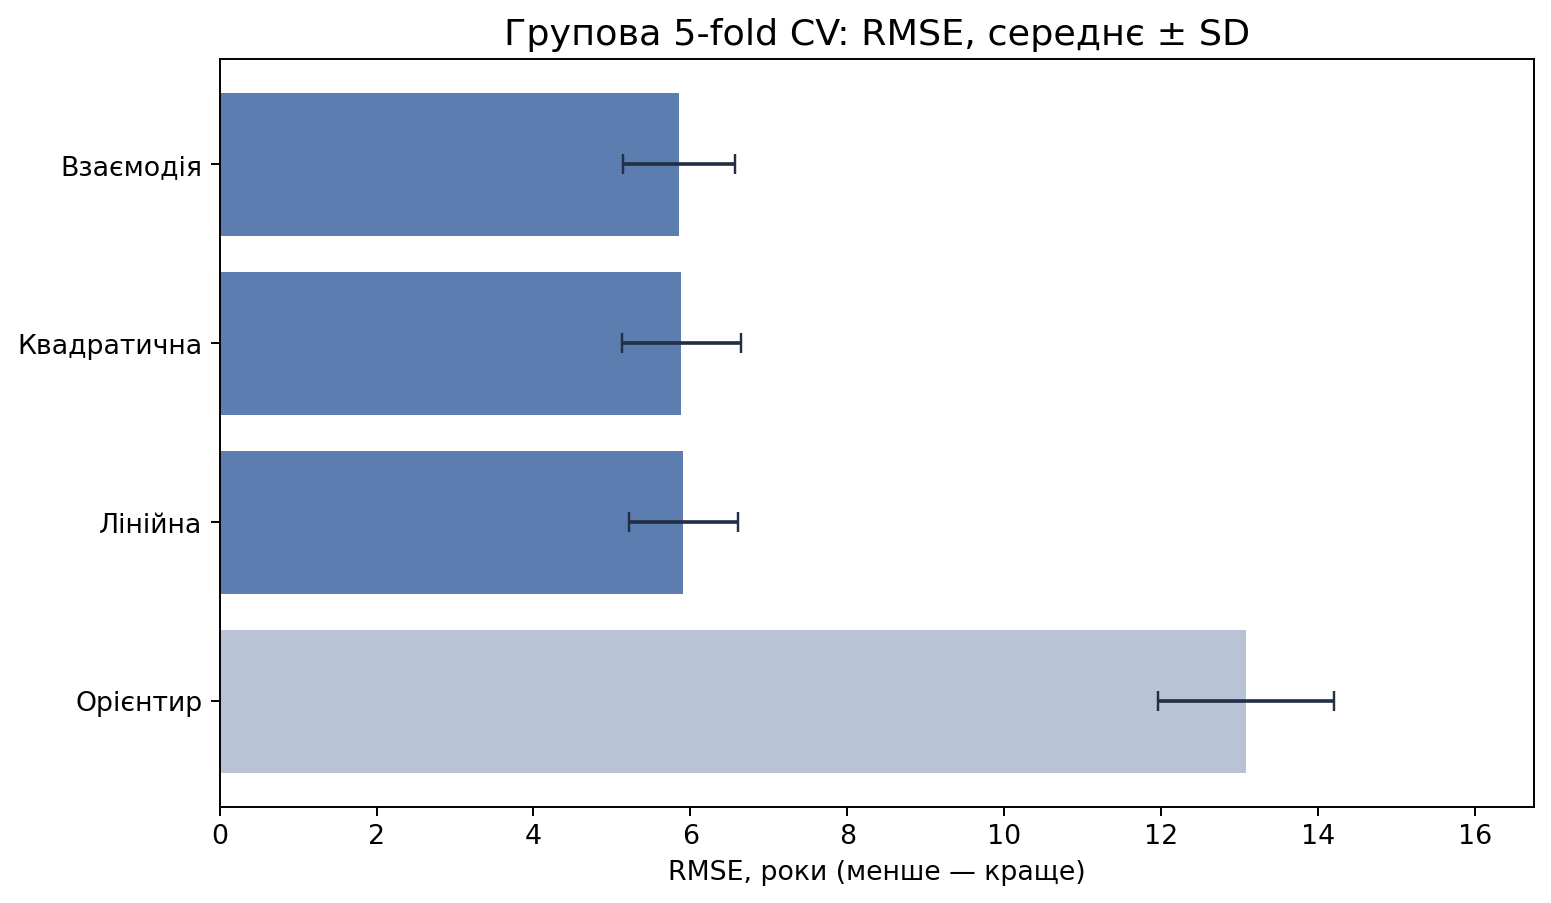 Групова 5-fold CV: RMSE, середнє ± SD
Взаємодія
Квадратична
Лінійна
Орієнтир
0 2 4 6 8 10 12 14 16
RMSE, роки (менше — краще)